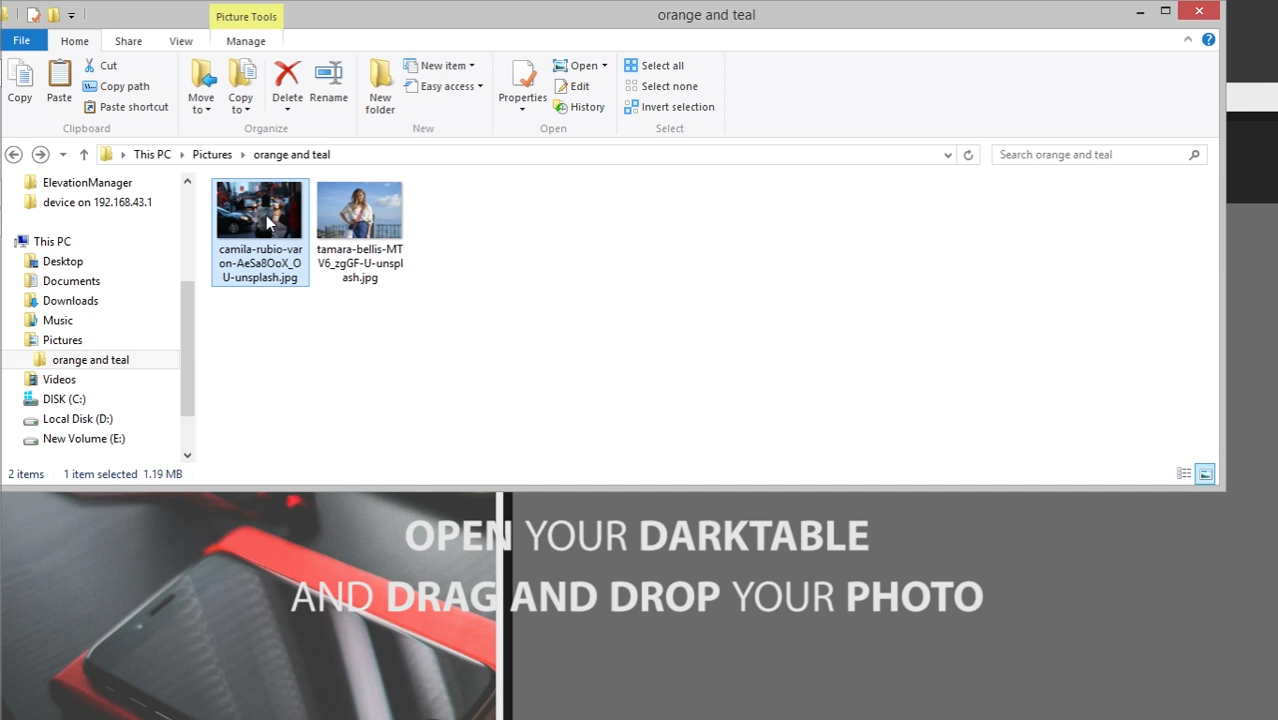 Picture Tools
orange and teal
File
Home
Share
View
Manage
Copy
Paste
Cut
Copy path
Paste shortcut
Clipboard
Move to
Copy to
Delete
Rename
Organize
New folder
New item
Easy access
New
Properties
Open
Edit
History
Open
Select all
Select none
Invert selection
Select
This PC
Pictures
orange and teal
Search orange and teal
ElevationManager
device on 192.168.43.1
This PC
Desktop
Documents
Downloads
Music
Pictures
orange and teal
Videos
DISK (C:)
Local Disk (D:)
New Volume (E:)
camila-rubio-var
on-AeSa8OoX_O
U-unsplash.jpg
tamara-bellis-MT
V6_zgGF-U-unspl
ash.jpg
2 items
1 item selected 1.19 MB
OPEN YOUR DARKTABLE
AND DRAG AND DROP YOUR PHOTO